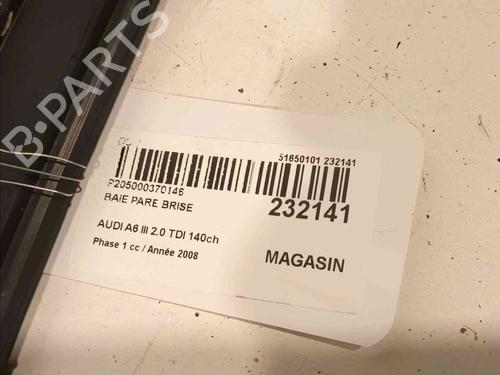 B-PARTS
51650101 232141
P205000370146
BAIE PARE BRISE
232141
AUDI A6 III 2.0 TDI 140ch
Phase 1 cc / Année 2008
MAGASIN